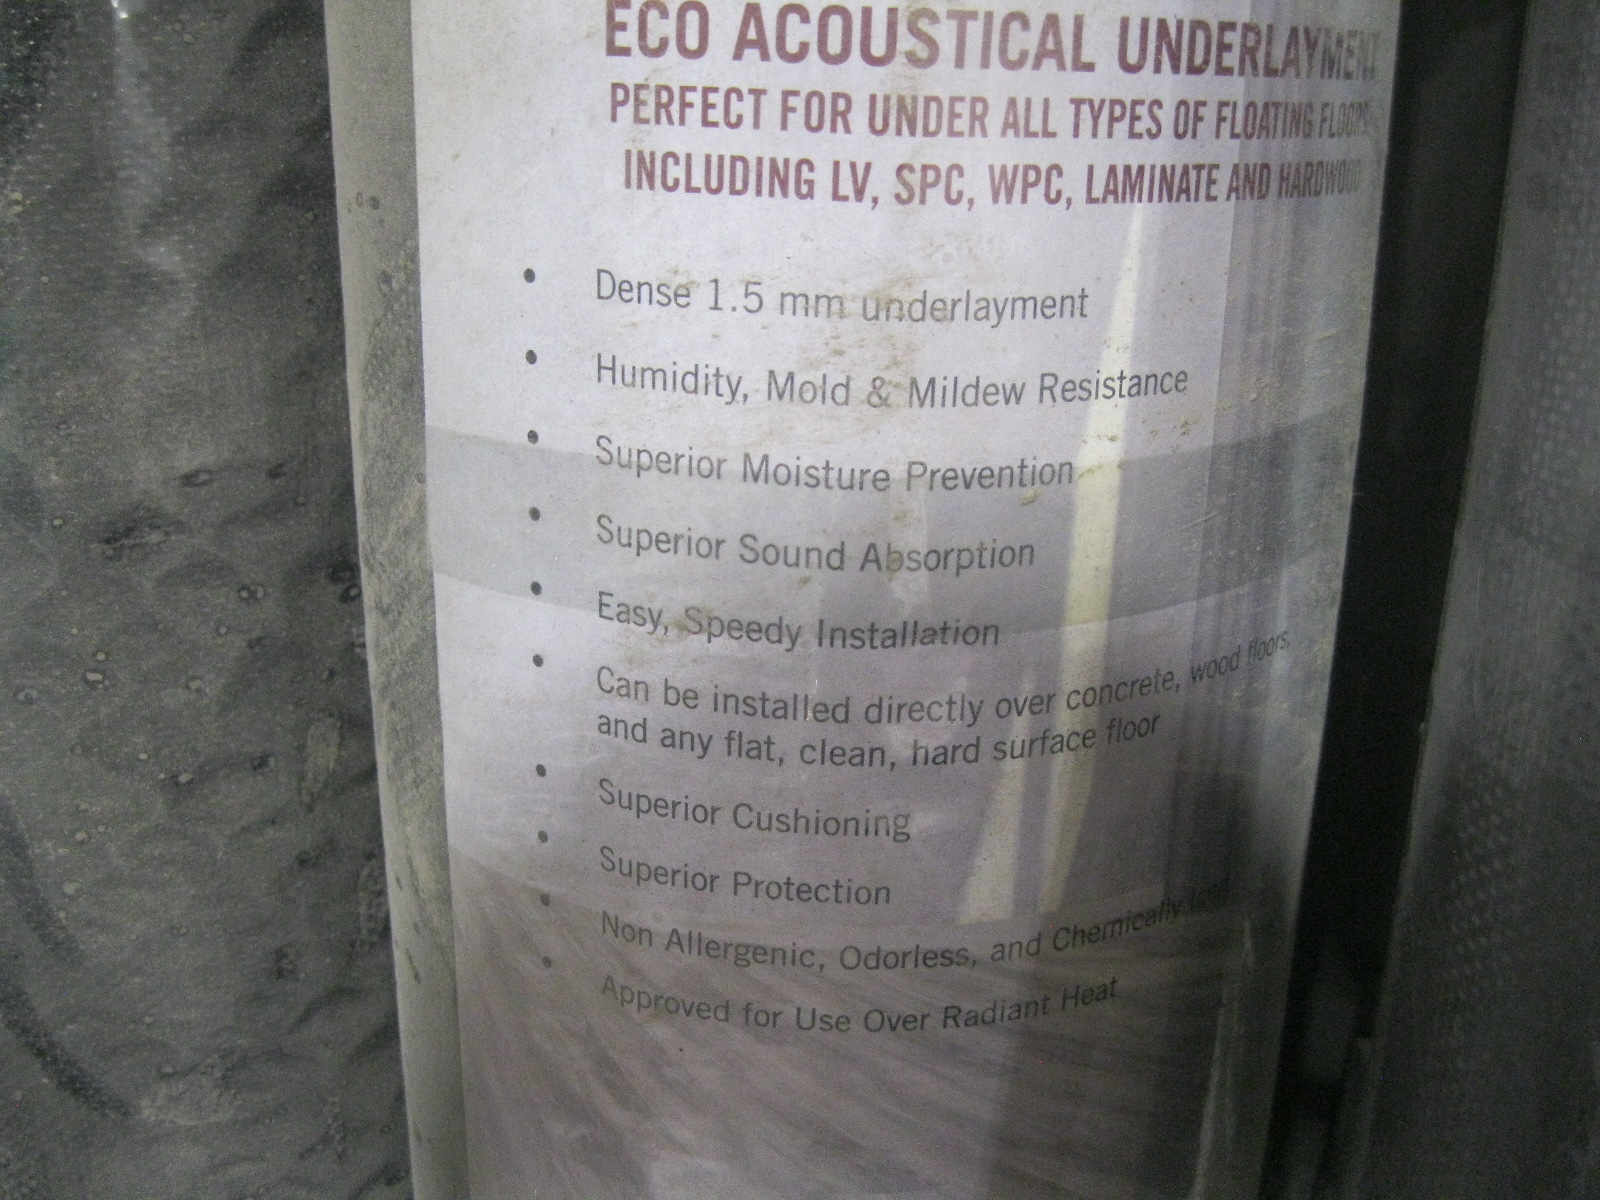 ECO ACOUSTICAL UNDERLAYMENT
PERFECT FOR UNDER ALL TYPES OF FLOATING FLOORS
INCLUDING LV, SPC, WPC, LAMINATE AND HARDWOOD
• Dense 1.5 mm underlayment
• Humidity, Mold & Mildew Resistance
• Superior Moisture Prevention
• Superior Sound Absorption
• Easy, Speedy Installation
• Can be installed directly over concrete, wood floors,
and any flat, clean, hard surface floor
• Superior Cushioning
• Superior Protection
• Non Allergenic, Odorless, and Chemically
• Approved for Use Over Radiant Heat